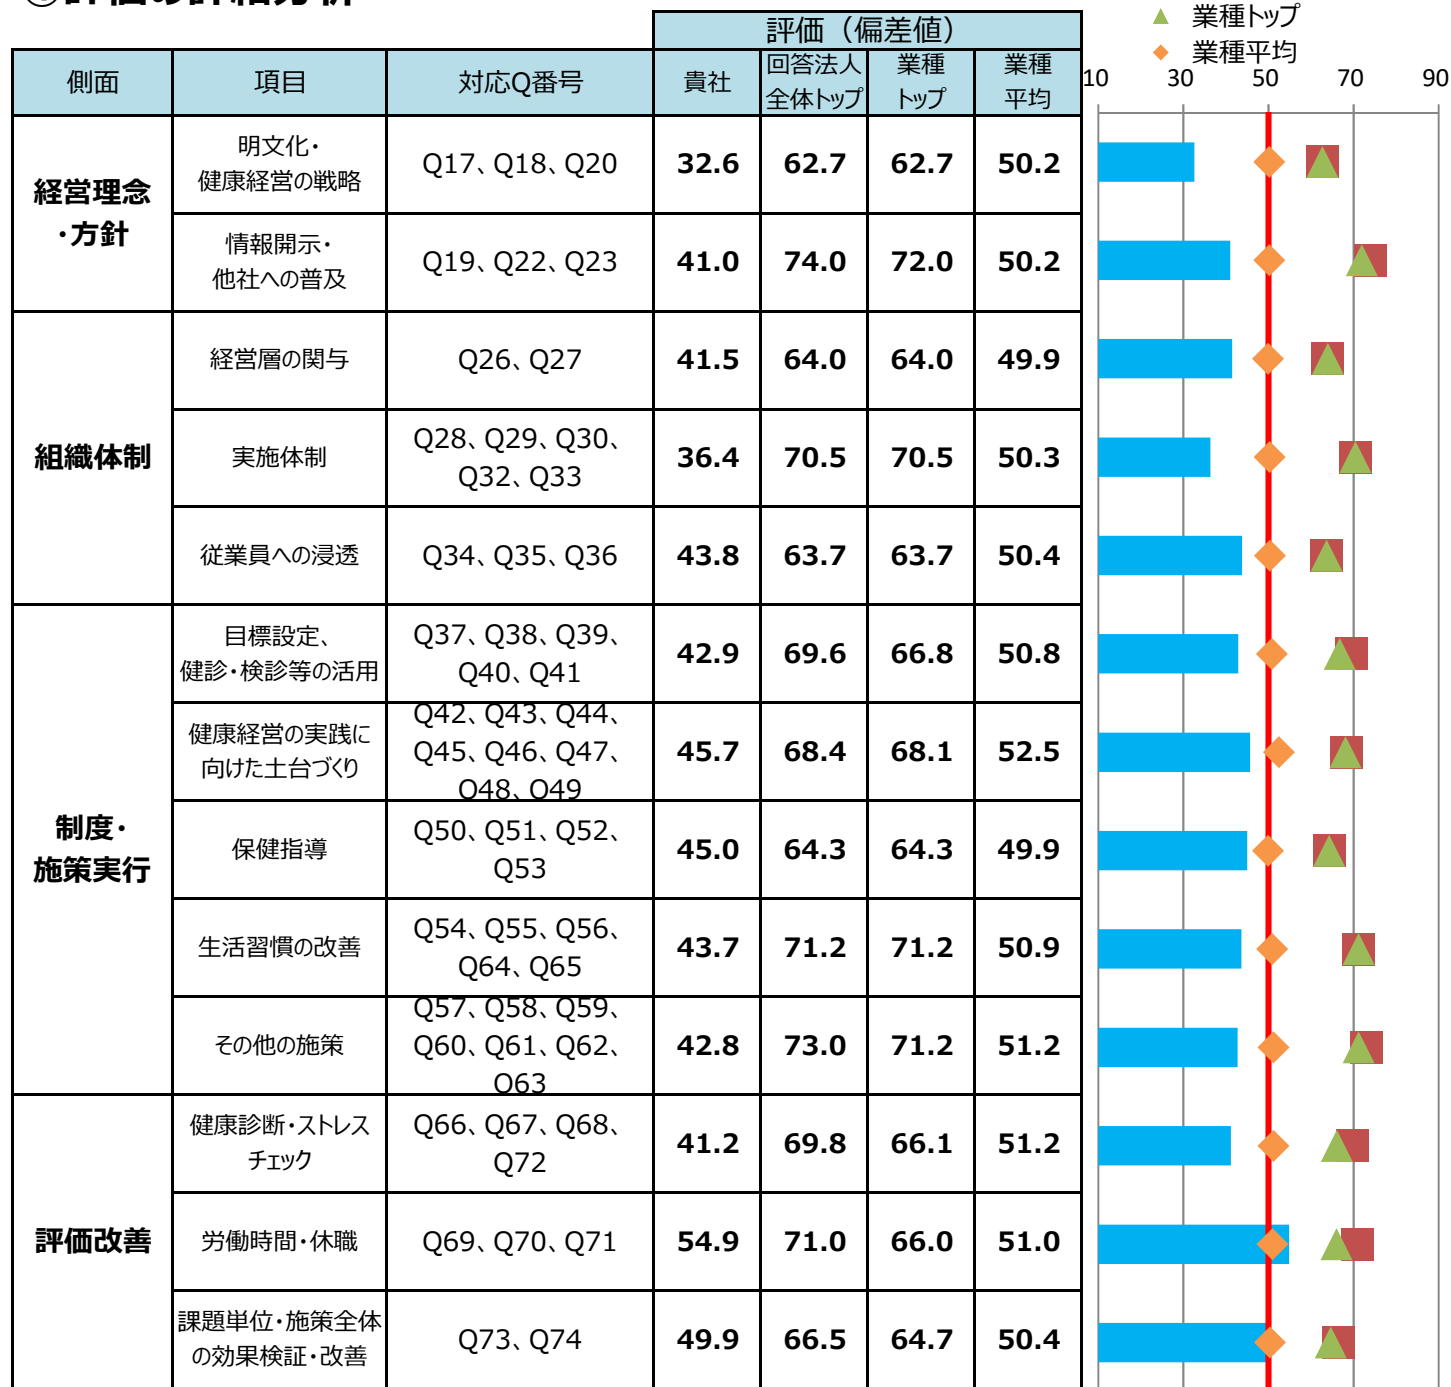 ①評価の詳細分析
▲ 業種トップ
◆ 業種平均
評価（偏差値）
側面 項目 対応Q番号 貴社 回答法人 業種 業種
全体トップ トップ 平均
10 30 50 70 90
経営理念
・方針
明文化・
健康経営の戦略
Q17、Q18、Q20 32.6 62.7 62.7 50.2
情報開示・
他社への普及
Q19、Q22、Q23 41.0 74.0 72.0 50.2
組織体制
経営層の関与 Q26、Q27 41.5 64.0 64.0 49.9
実施体制
Q28、Q29、Q30、
Q32、Q33
36.4 70.5 70.5 50.3
従業員への浸透 Q34、Q35、Q36 43.8 63.7 63.7 50.4
制度・
施策実行
目標設定、
健診・検診等の活用
Q37、Q38、Q39、
Q40、Q41
42.9 69.6 66.8 50.8
健康経営の実践に
向けた土台づくり
Q42、Q43、Q44、
Q45、Q46、Q47、
Q48、Q49
45.7 68.4 68.1 52.5
保健指導
Q50、Q51、Q52、
Q53
45.0 64.3 64.3 49.9
生活習慣の改善
Q54、Q55、Q56、
Q64、Q65
43.7 71.2 71.2 50.9
その他の施策
Q57、Q58、Q59、
Q60、Q61、Q62、
Q63
42.8 73.0 71.2 51.2
評価改善
健康診断・ストレス
チェック
Q66、Q67、Q68、
Q72
41.2 69.8 66.1 51.2
労働時間・休職 Q69、Q70、Q71 54.9 71.0 66.0 51.0
課題単位・施策全体
の効果検証・改善
Q73、Q74 49.9 66.5 64.7 50.4